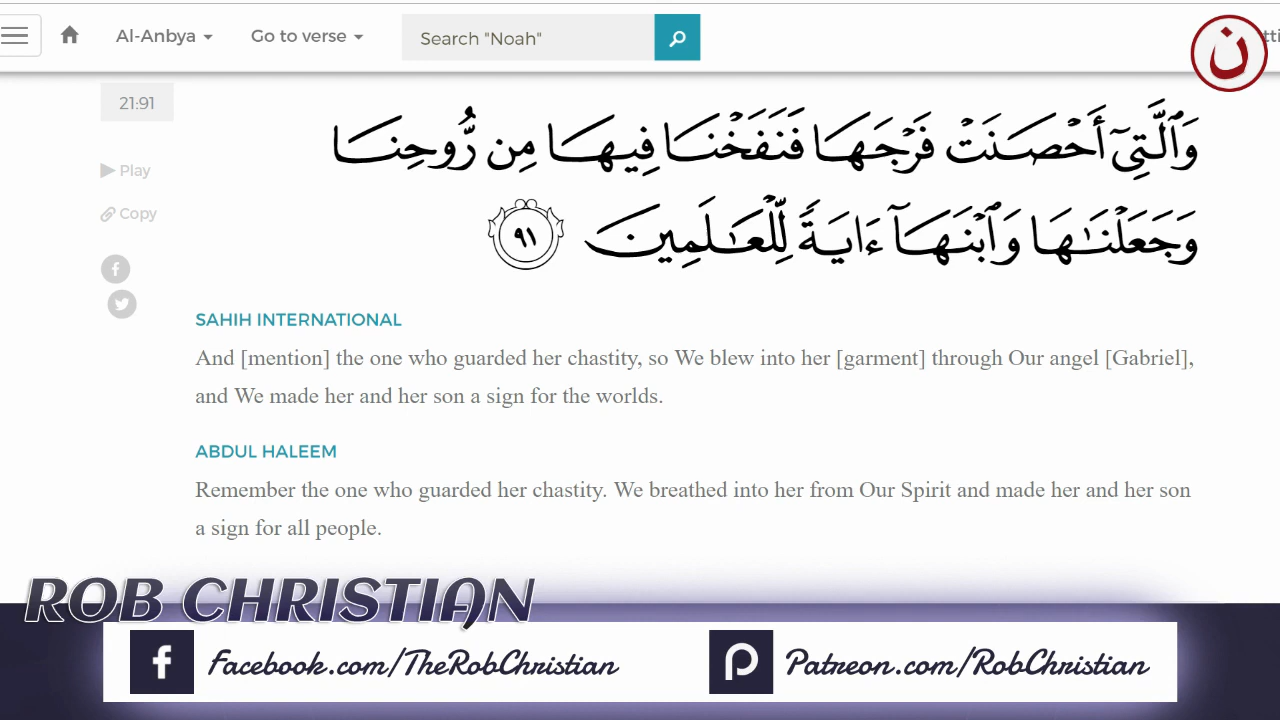 Al-Anbya
Go to verse
Search "Noah"
ن
tti
21:91
Play
Copy
وَٱلَّتِىٓ أَحْصَنَتْ فَرْجَهَا فَنَفَخْنَا فِيهَا مِن رُّوحِنَا
وَجَعَلْنَٰهَا وَٱبْنَهَآ ءَايَةً لِّلْعَٰلَمِينَ ٩١
SAHIH INTERNATIONAL
And [mention] the one who guarded her chastity, so We blew into her [garment] through Our angel [Gabriel],
and We made her and her son a sign for the worlds.
ABDUL HALEEM
Remember the one who guarded her chastity. We breathed into her from Our Spirit and made her and her son
a sign for all people.
ROB CHRISTIAN
Facebook.com/TheRobChristian
Patreon.com/RobChristian